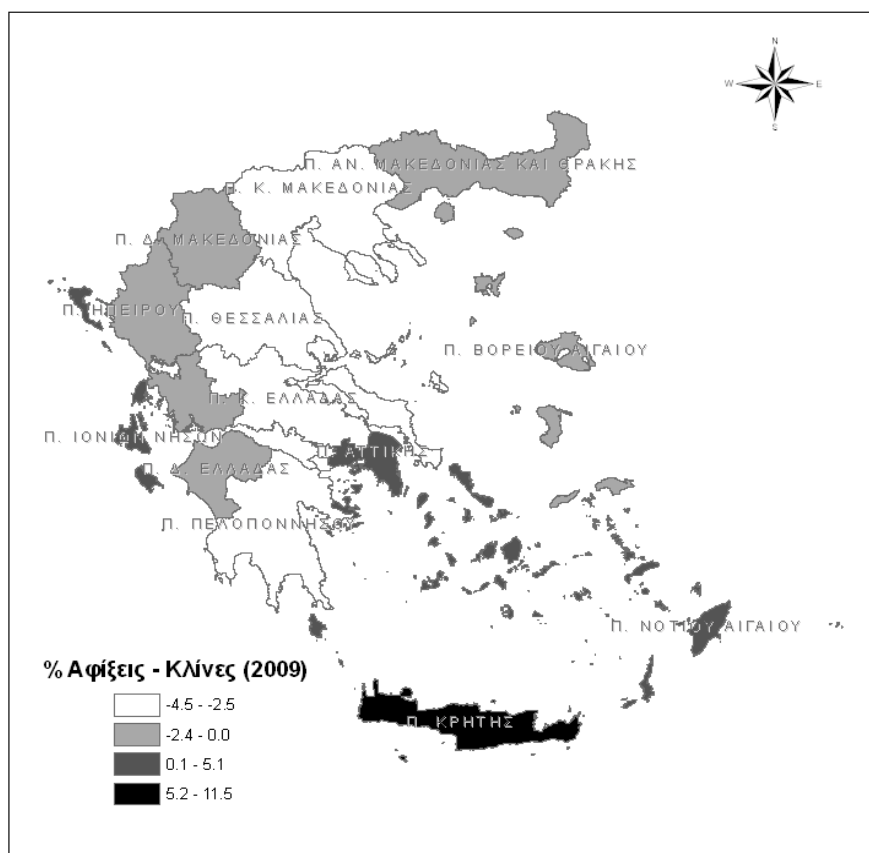 N
W E
S
Π. ΑΝ. ΜΑΚΕΔΟΝΙΑΣ ΚΑΙ ΘΡΑΚΗΣ
Π. Κ. ΜΑΚΕΔΟΝΙΑΣ
Π. Δ. ΜΑΚΕΔΟΝΙΑΣ
Π. ΗΠΕΙΡΟΥ
Π. ΘΕΣΣΑΛΙΑΣ
Π. ΒΟΡΕΙΟΥ ΑΙΓΑΙΟΥ
Π. Κ. ΕΛΛΑΔΑΣ
Π. ΙΟΝΙΩΝ ΝΗΣΩΝ
Π. ΑΤΤΙΚΗΣ
Π. Δ. ΕΛΛΑΔΑΣ
Π. ΠΕΛΟΠΟΝΝΗΣΟΥ
Π. ΝΟΤΙΟΥ ΑΙΓΑΙΟΥ
Π. ΚΡΗΤΗΣ
% Αφίξεις - Κλίνες (2009)
-4.5 - -2.5
-2.4 - 0.0
0.1 - 5.1
5.2 - 11.5